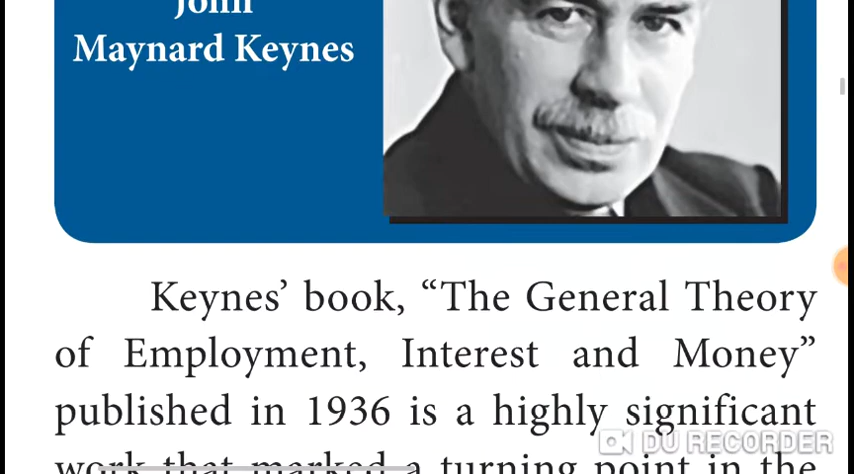 John
Maynard Keynes
Keynes’ book, “The General Theory
of Employment, Interest and Money”
published in 1936 is a highly significant
work that marked a turning point in the
DU RECORDER